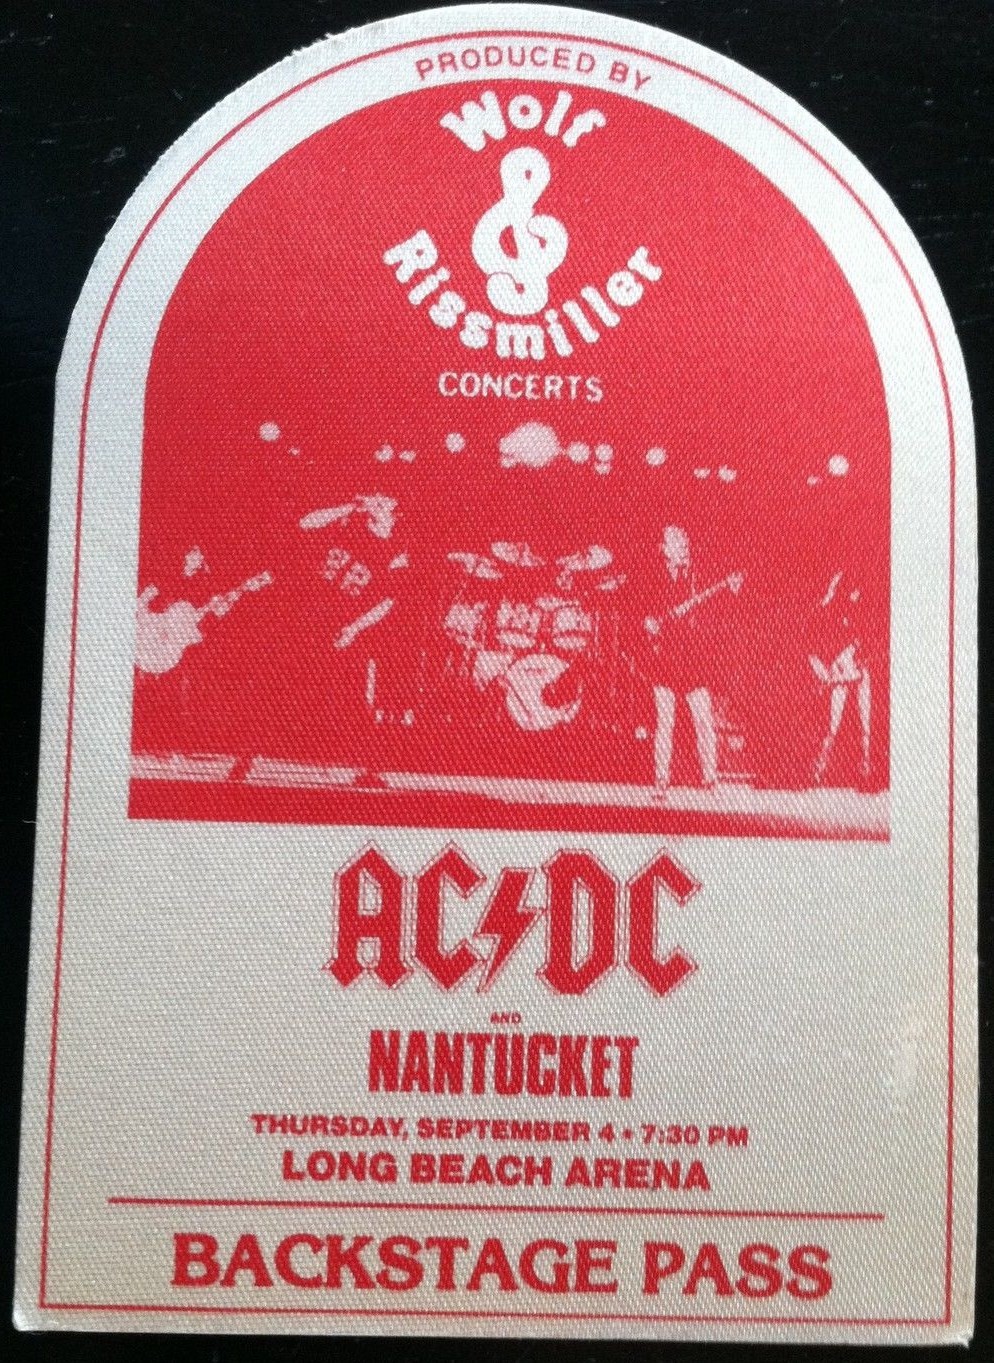 PRODUCED BY
Wolf
&
Rissmiller
CONCERTS
AC⚡DC
AND
NANTUCKET
THURSDAY, SEPTEMBER 4 • 7:30 PM
LONG BEACH ARENA
BACKSTAGE PASS